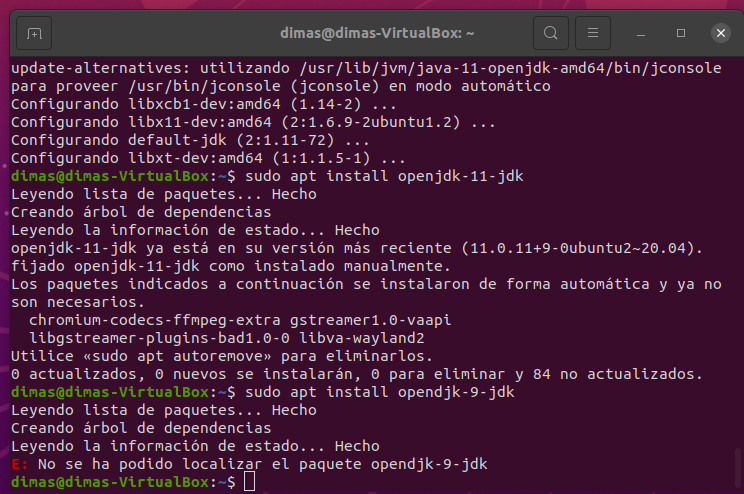 dimas@dimas-VirtualBox: ~
update-alternatives: utilizando /usr/lib/jvm/java-11-openjdk-amd64/bin/jconsole
para proveer /usr/bin/jconsole (jconsole) en modo automático
Configurando libxcb1-dev:amd64 (1.14-2) ...
Configurando libx11-dev:amd64 (2:1.6.9-2ubuntu1.2) ...
Configurando default-jdk (2:1.11-72) ...
Configurando libxt-dev:amd64 (1:1.1.5-1) ...
dimas@dimas-VirtualBox:~$ sudo apt install openjdk-11-jdk
Leyendo lista de paquetes... Hecho
Creando árbol de dependencias
Leyendo la información de estado... Hecho
openjdk-11-jdk ya está en su versión más reciente (11.0.11+9-0ubuntu2~20.04).
fijado openjdk-11-jdk como instalado manualmente.
Los paquetes indicados a continuación se instalaron de forma automática y ya no
son necesarios.
  chromium-codecs-ffmpeg-extra gstreamer1.0-vaapi
  libgstreamer-plugins-bad1.0-0 libva-wayland2
Utilice «sudo apt autoremove» para eliminarlos.
0 actualizados, 0 nuevos se instalarán, 0 para eliminar y 84 no actualizados.
dimas@dimas-VirtualBox:~$ sudo apt install opendjk-9-jdk
Leyendo lista de paquetes... Hecho
Creando árbol de dependencias
Leyendo la información de estado... Hecho
E: No se ha podido localizar el paquete opendjk-9-jdk
dimas@dimas-VirtualBox:~$